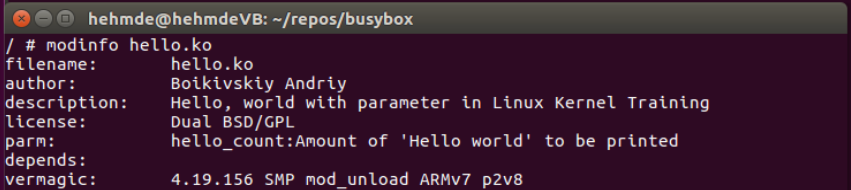 hehmde@hehmdeVB: ~/repos/busybox
/ # modinfo hello.ko
filename:       hello.ko
author:         Boikivskiy Andriy
description:    Hello, world with parameter in Linux Kernel Training
license:        Dual BSD/GPL
parm:           hello_count:Amount of 'Hello world' to be printed
depends:
vermagic:       4.19.156 SMP mod_unload ARMv7 p2v8